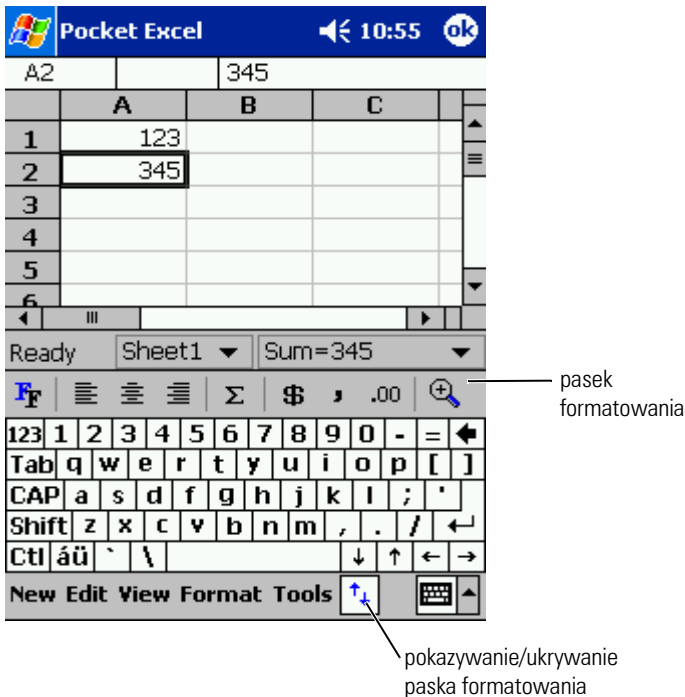 Pocket Excel 10:55 ok
A2 345
A B C
1 123
2 345
3
4
5
6
Ready Sheet1 Sum=345
FF Σ $ , .00
pasek
formatowania
123 1 2 3 4 5 6 7 8 9 0 - =
Tab q w e r t y u i o p [ ]
CAP a s d f g h j k l ; '
Shift z x c v b n m , . /
Ctl áü ` \ ↓ ↑ ← →
New Edit View Format Tools
pokazywanie/ukrywanie
paska formatowania